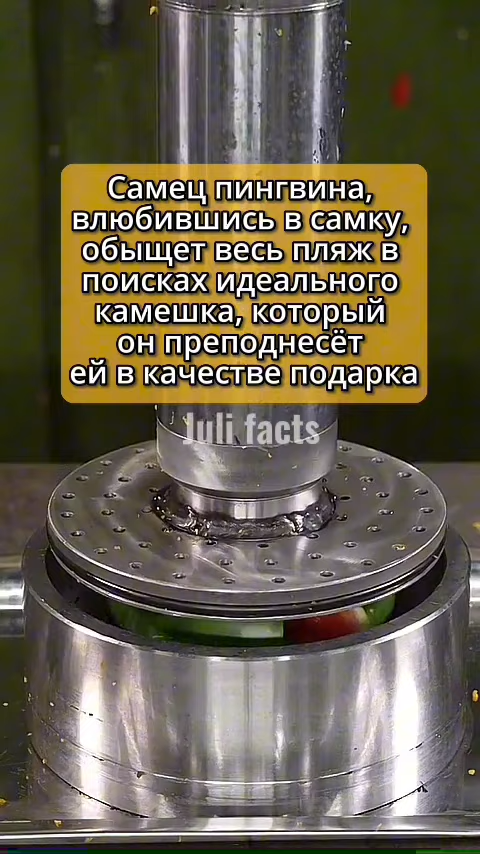 Самец пингвина,
влюбившись в самку,
обыщет весь пляж в
поисках идеального
камешка, который
он преподнесёт
ей в качестве подарка
Juli facts